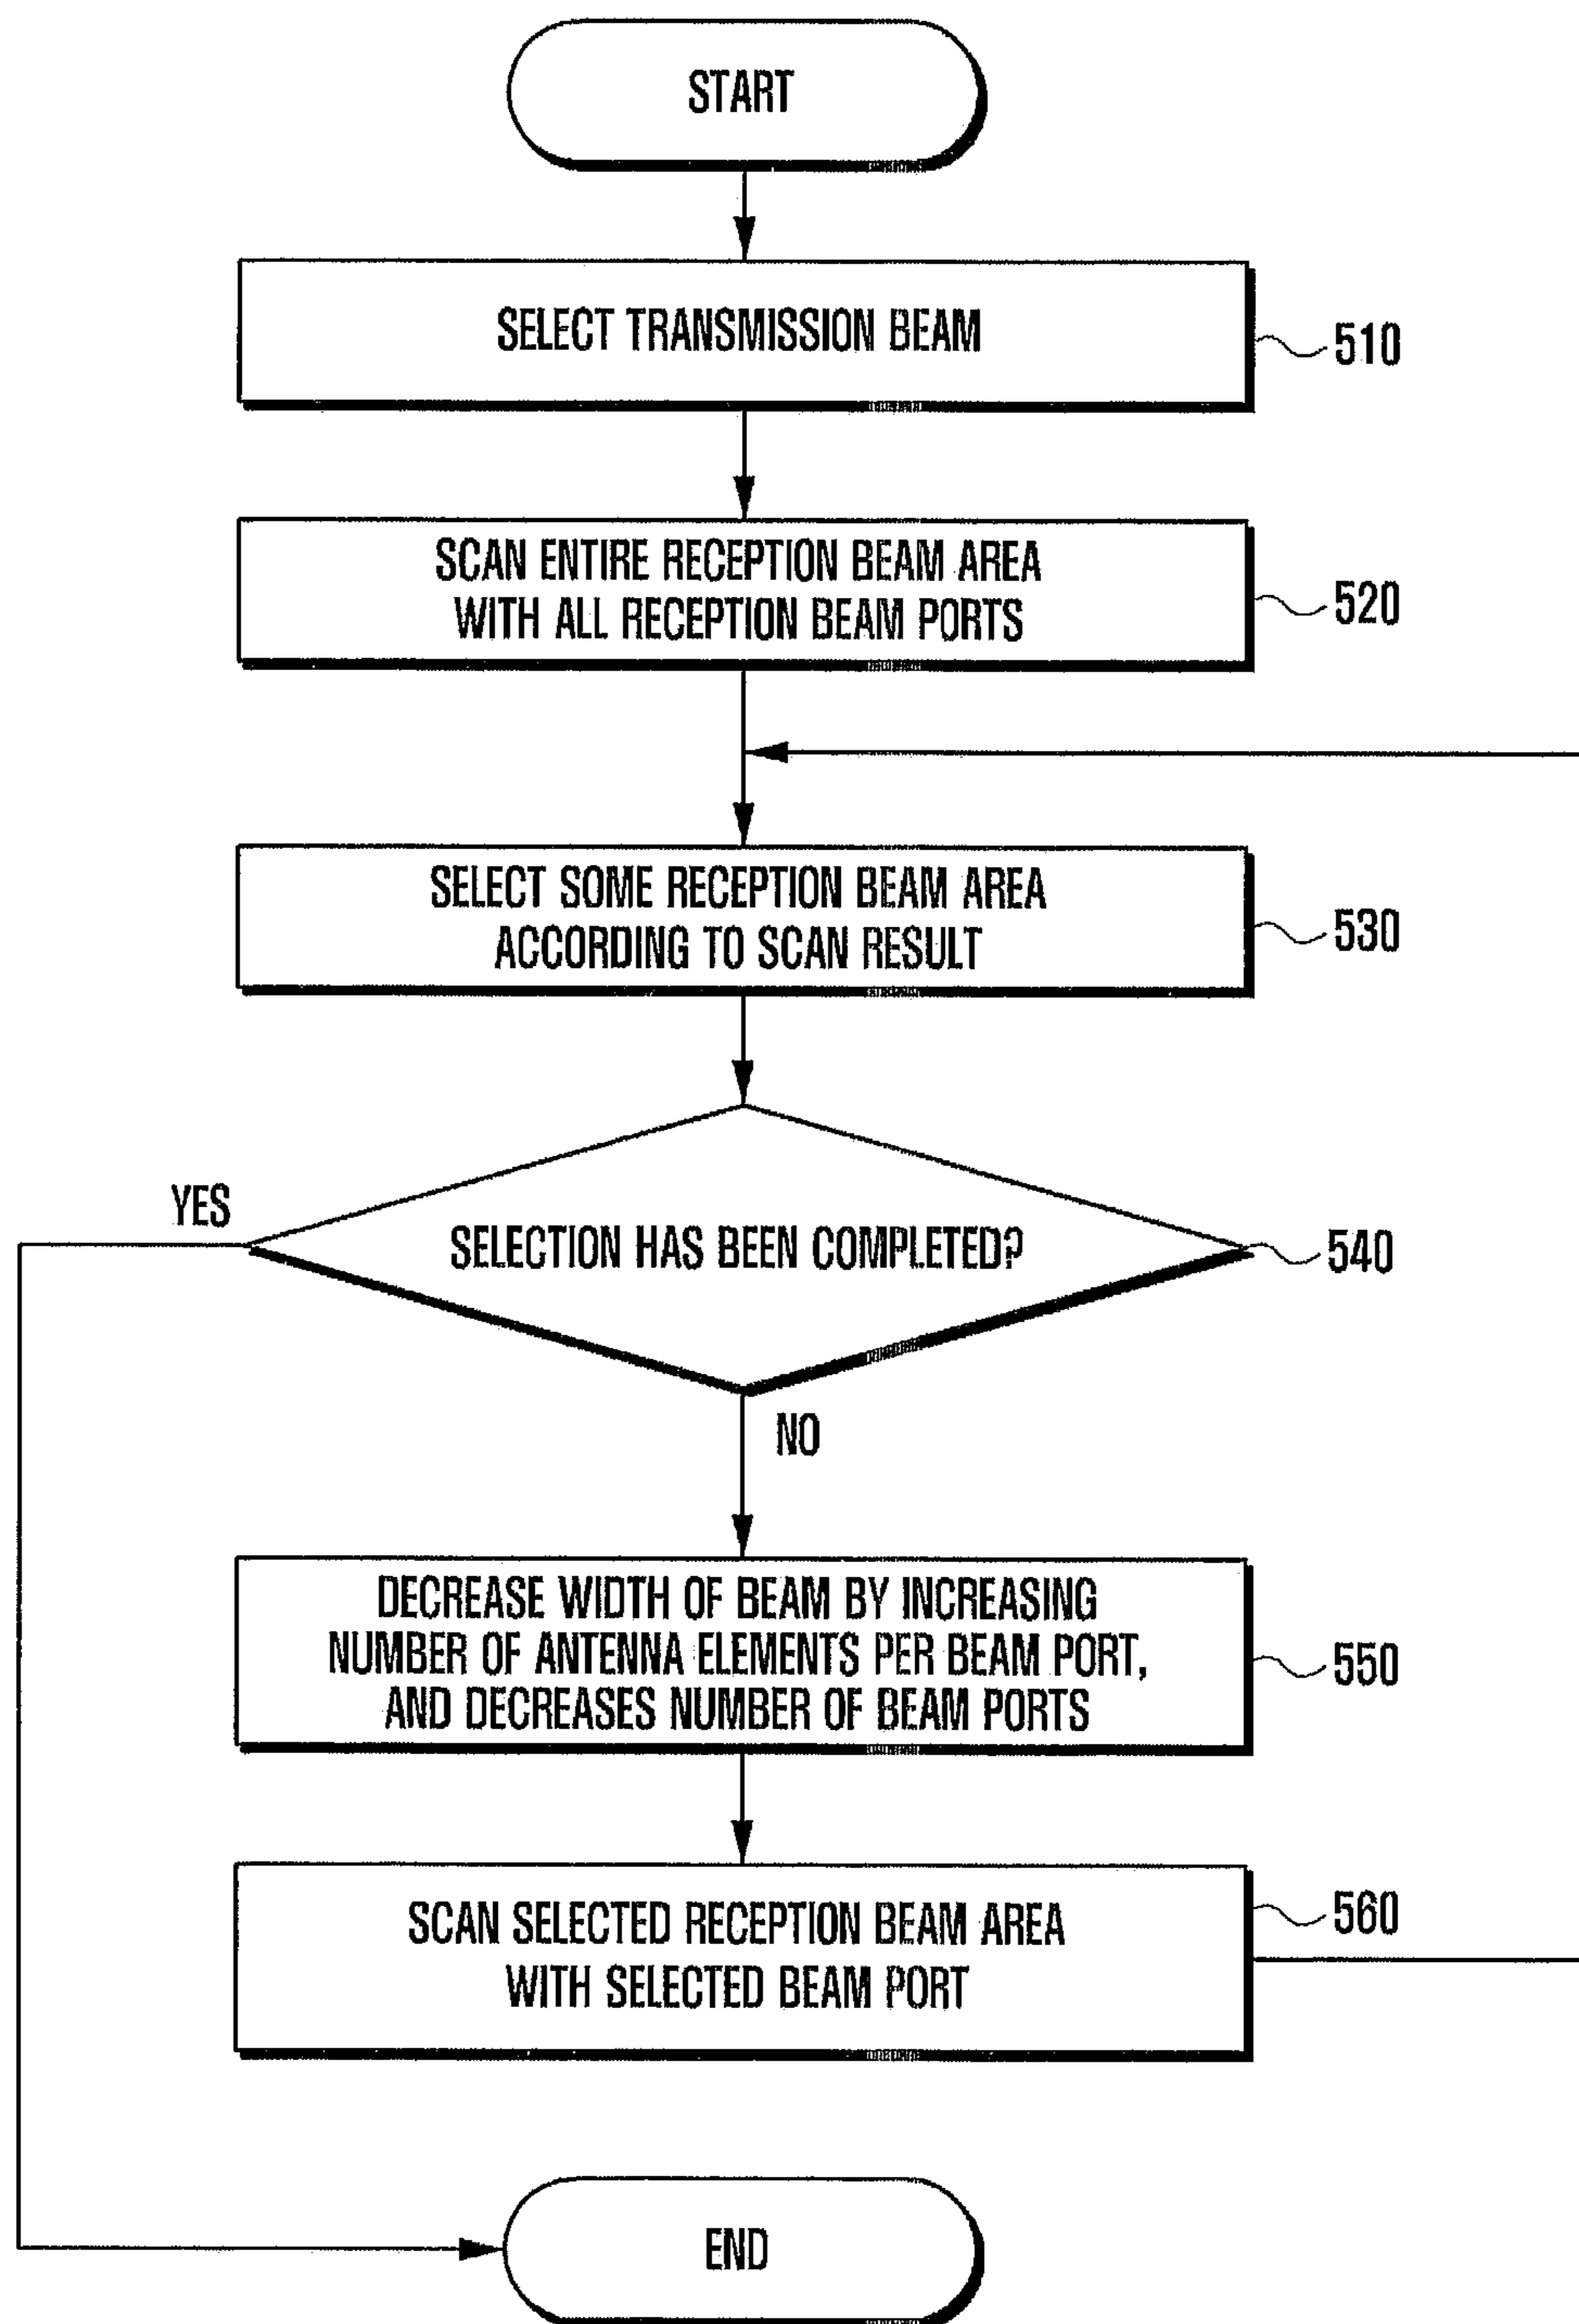 START
SELECT TRANSMISSION BEAM
510
SCAN ENTIRE RECEPTION BEAM AREA
WITH ALL RECEPTION BEAM PORTS
520
SELECT SOME RECEPTION BEAM AREA
ACCORDING TO SCAN RESULT
530
YES
SELECTION HAS BEEN COMPLETED?
540
NO
DECREASE WIDTH OF BEAM BY INCREASING
NUMBER OF ANTENNA ELEMENTS PER BEAM PORT,
AND DECREASES NUMBER OF BEAM PORTS
550
SCAN SELECTED RECEPTION BEAM AREA
WITH SELECTED BEAM PORT
560
END